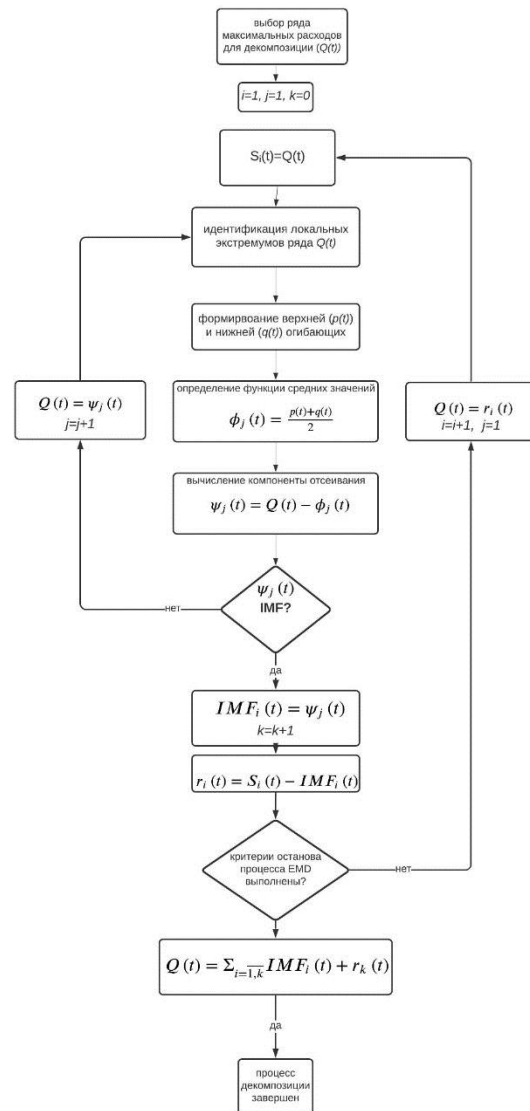 выбор ряда
максимальных расходов
для декомпозиции (Q(t))
i=1, j=1, k=0
Sᵢ(t)=Q(t)
идентификация локальных
экстремумов ряда Q(t)
формирвоание верхней (p(t))
и нижней (q(t)) огибающих
определение функции средних значений
ϕⱼ (t) = p(t)+q(t)/2
Q (t) = ψⱼ (t)
j=j+1
Q (t) = rᵢ (t)
i=i+1, j=1
вычисление компоненты отсеивания
ψⱼ (t) = Q (t) − ϕⱼ (t)
ψⱼ (t)
IMF?
нет
да
IMFᵢ (t) = ψⱼ (t)
k=k+1
rᵢ (t) = Sᵢ (t) − IMFᵢ (t)
критерии останова
процесса EMD
выполнены?
нет
Q (t) = Σ i=1,k̅ IMFᵢ (t) + rₖ (t)
да
процесс
декомпозиции
завершен